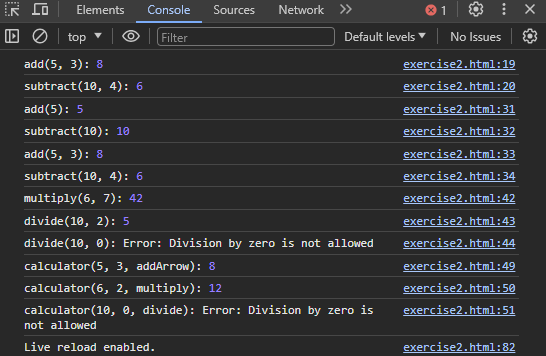 Elements Console Sources Network 1
top Filter Default levels No Issues
add(5, 3): 8 exercise2.html:19
subtract(10, 4): 6 exercise2.html:20
add(5): 5 exercise2.html:31
subtract(10): 10 exercise2.html:32
add(5, 3): 8 exercise2.html:33
subtract(10, 4): 6 exercise2.html:34
multiply(6, 7): 42 exercise2.html:42
divide(10, 2): 5 exercise2.html:43
divide(10, 0): Error: Division by zero is not allowed exercise2.html:44
calculator(5, 3, addArrow): 8 exercise2.html:49
calculator(6, 2, multiply): 12 exercise2.html:50
calculator(10, 0, divide): Error: Division by zero is exercise2.html:51
not allowed
Live reload enabled. exercise2.html:82